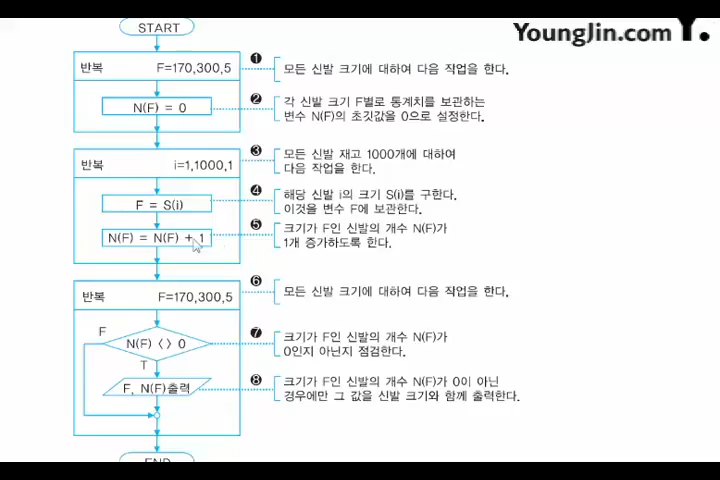 START
YoungJin.com Y.
반복 F=170,300,5
❶ 모든 신발 크기에 대하여 다음 작업을 한다.
N(F) = 0
❷ 각 신발 크기 F별로 통계치를 보관하는
변수 N(F)의 초깃값을 0으로 설정한다.
반복 i=1,1000,1
❸ 모든 신발 재고 1000개에 대하여
다음 작업을 한다.
F = S(i)
❹ 해당 신발 i의 크기 S(i)를 구한다.
이것을 변수 F에 보관한다.
N(F) = N(F) + 1
❺ 크기가 F인 신발의 개수 N(F)가
1개 증가하도록 한다.
반복 F=170,300,5
❻ 모든 신발 크기에 대하여 다음 작업을 한다.
F
N(F) 〈 〉 0
❼ 크기가 F인 신발의 개수 N(F)가
0인지 아닌지 점검한다.
T
F, N(F)출력
❽ 크기가 F인 신발의 개수 N(F)가 0이 아닌
경우에만 그 값을 신발 크기와 함께 출력한다.
END